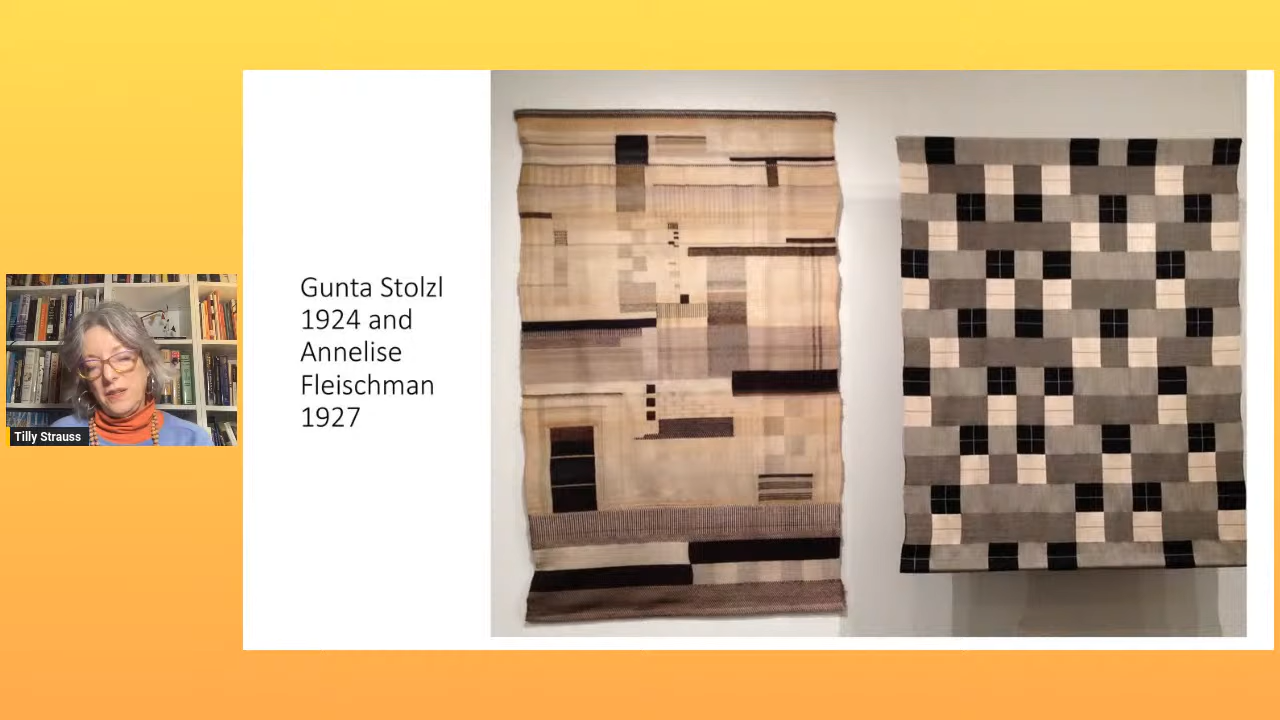 Gunta Stolzl
1924 and
Annelise
Fleischman
1927
Tilly Strauss